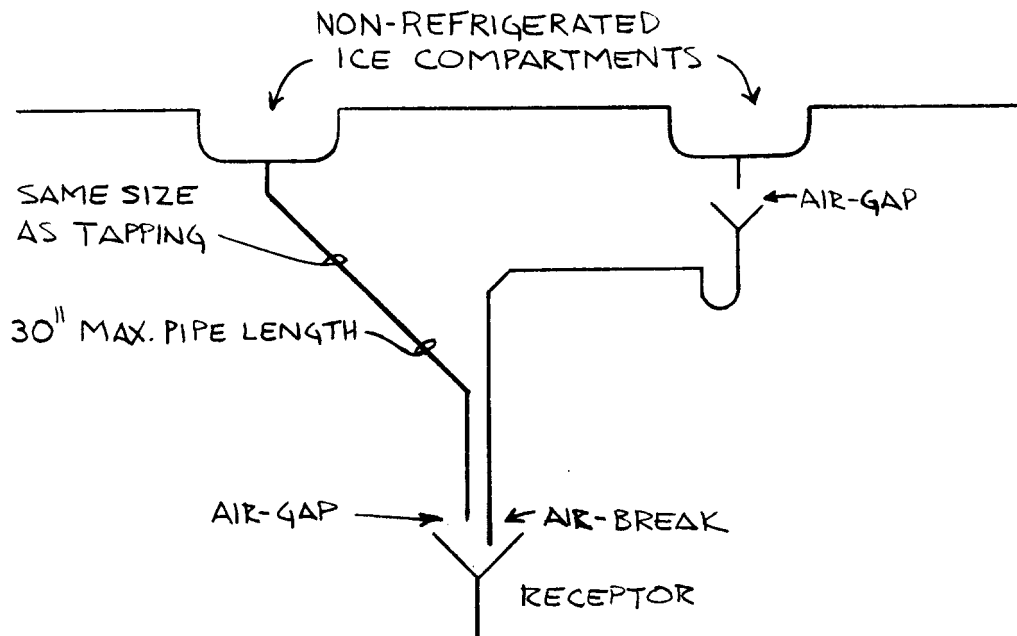 NON-REFRIGERATED
ICE COMPARTMENTS
SAME SIZE
AS TAPPING
AIR-GAP
30" MAX. PIPE LENGTH
AIR-GAP
AIR-BREAK
RECEPTOR